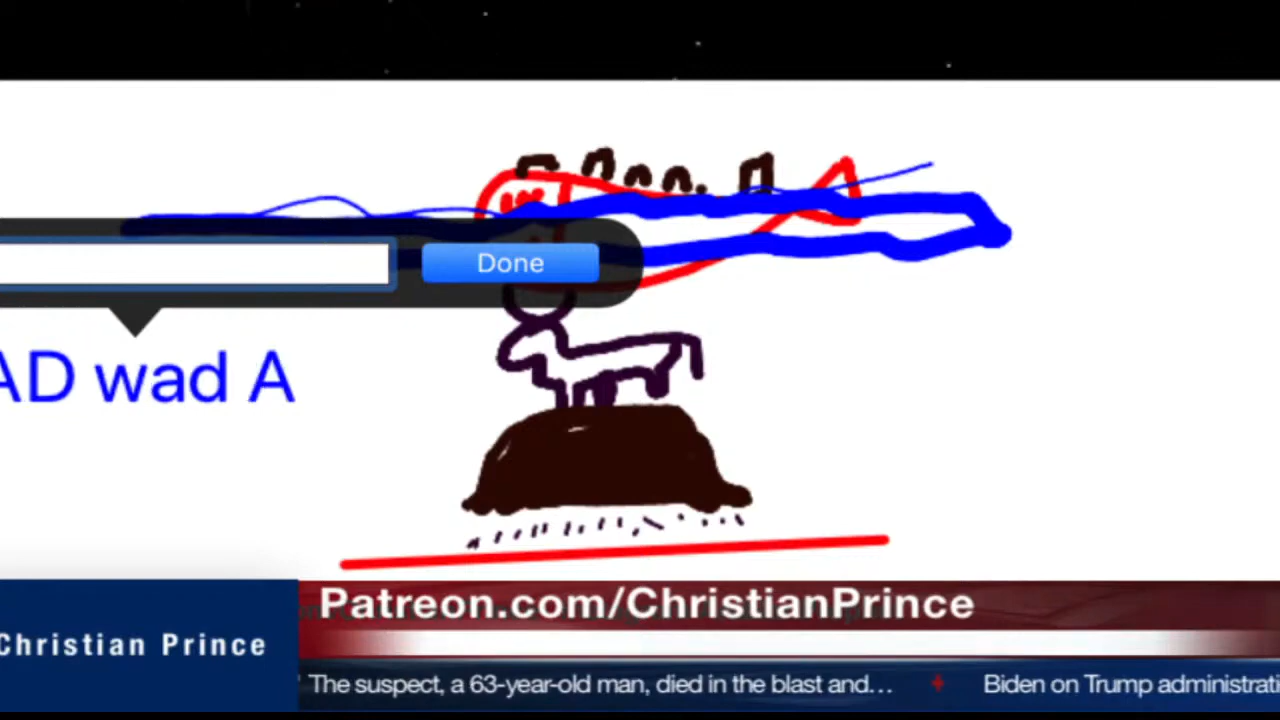 Done
AD wad A
Patreon.com/ChristianPrince
Christian Prince
The suspect, a 63-year-old man, died in the blast and… Biden on Trump administrati